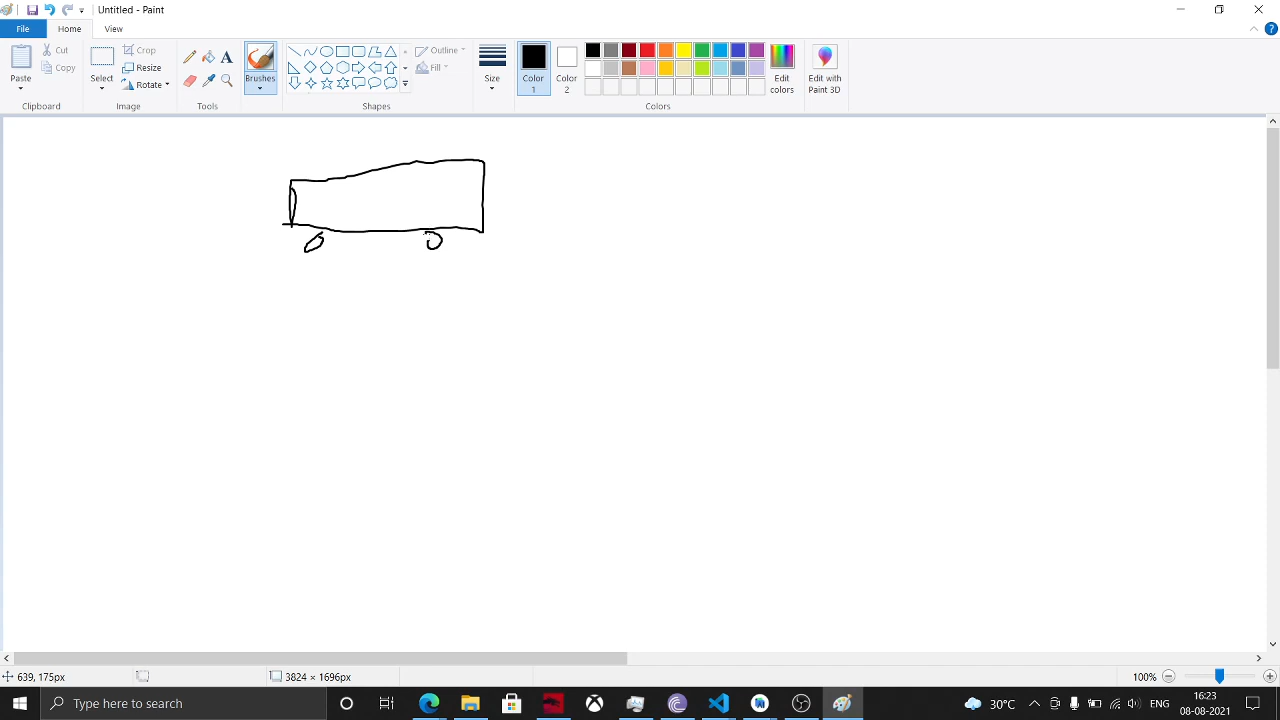 Untitled - Paint
File Home View
Paste
Cut
Copy
Clipboard
Select
Crop
Resize
Rotate
Image
A
Tools
Brushes
Outline
Fill
Shapes
Size
Color 1
Color 2
Edit colors
Colors
Edit with Paint 3D
639, 175px
3824 × 1696px
100%
Type here to search
30°C
ENG
16:23
08-08-2021